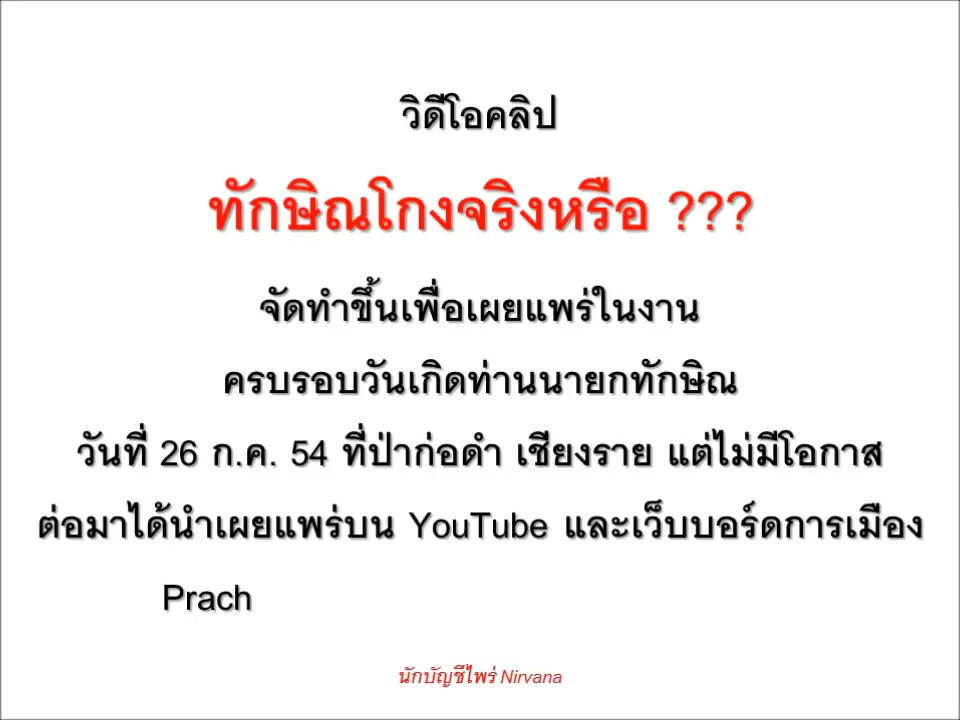 วิดีโอคลิป
ทักษิณโกงจริงหรือ ???
จัดทำขึ้นเพื่อเผยแพร่ในงาน
ครบรอบวันเกิดท่านนายกทักษิณ
วันที่ 26 ก.ค. 54 ที่ป่าก่อดำ เชียงราย แต่ไม่มีโอกาส
ต่อมาได้นำเผยแพร่บน YouTube และเว็บบอร์ดการเมือง
Prach
นักบัญชีไพร่ Nirvana